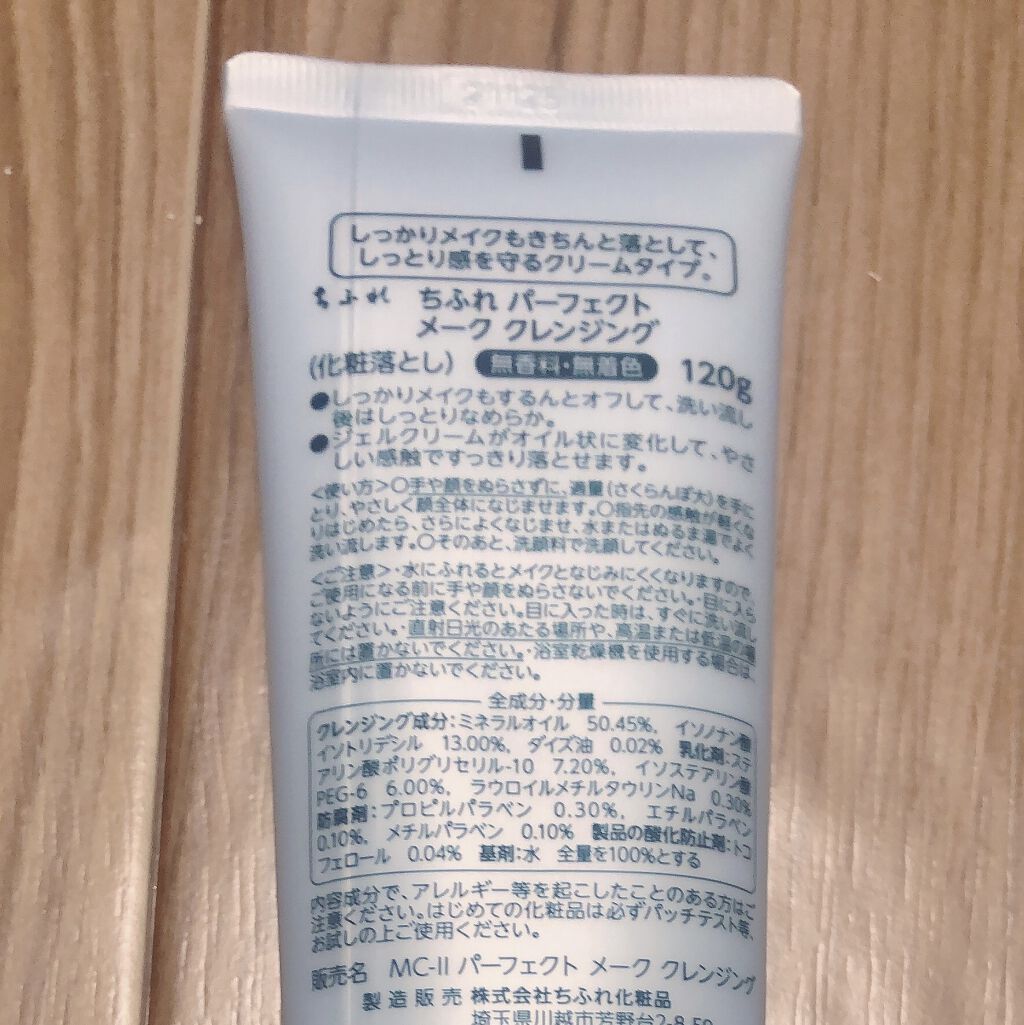 21125
しっかりメイクもきちんと落として、
しっとり感を守るクリームタイプ。
ちふれ ちふれ パーフェクト
メーク クレンジング
(化粧落とし) 無香料・無着色 120g
●しっかりメイクもするんとオフして、洗い流し
後はしっとりなめらか。
●ジェルクリームがオイル状に変化して、やさ
しい感触ですっきり落とせます。
<使い方>○手や顔をぬらさずに、適量(さくらんぼ大)を手に
とり、やさしく顔全体になじませます。○指先の感触が軽くな
りはじめたら、さらによくなじませ、水またはぬるま湯でよく
洗い流します。○そのあと、洗顔料で洗顔してください。
<ご注意>・水にふれるとメイクとなじみにくくなりますので、
ご使用になる前に手や顔をぬらさないでください。・目に入ら
ないようにご注意ください。目に入った時は、すぐに洗い流し
てください。・直射日光のあたる場所や、高温または低温の場
所には置かないでください。・浴室乾燥機を使用する場合は、
浴室内に置かないでください。
全成分・分量
クレンジング成分:ミネラルオイル 50.45%, イソノナン酸
イソトリデシル 13.00%, ダイズ油 0.02% 乳化剤:ステ
アリン酸ポリグリセリル-10 7.20%, イソステアリン酸
PEG-6 6.00%, ラウロイルメチルタウリンNa 0.30%
防腐剤:プロピルパラベン 0.30%, エチルパラベン
0.10%, メチルパラベン 0.10% 製品の酸化防止剤:トコ
フェロール 0.04% 基剤:水 全量を100%とする
内容成分で、アレルギー等を起こしたことのある方はご
注意ください。はじめての化粧品は必ずパッチテスト等、
お試しの上ご使用ください。
販売名 MC-II パーフェクト メーク クレンジング
製造販売 株式会社ちふれ化粧品
埼玉県川越市芳野台2-8-59